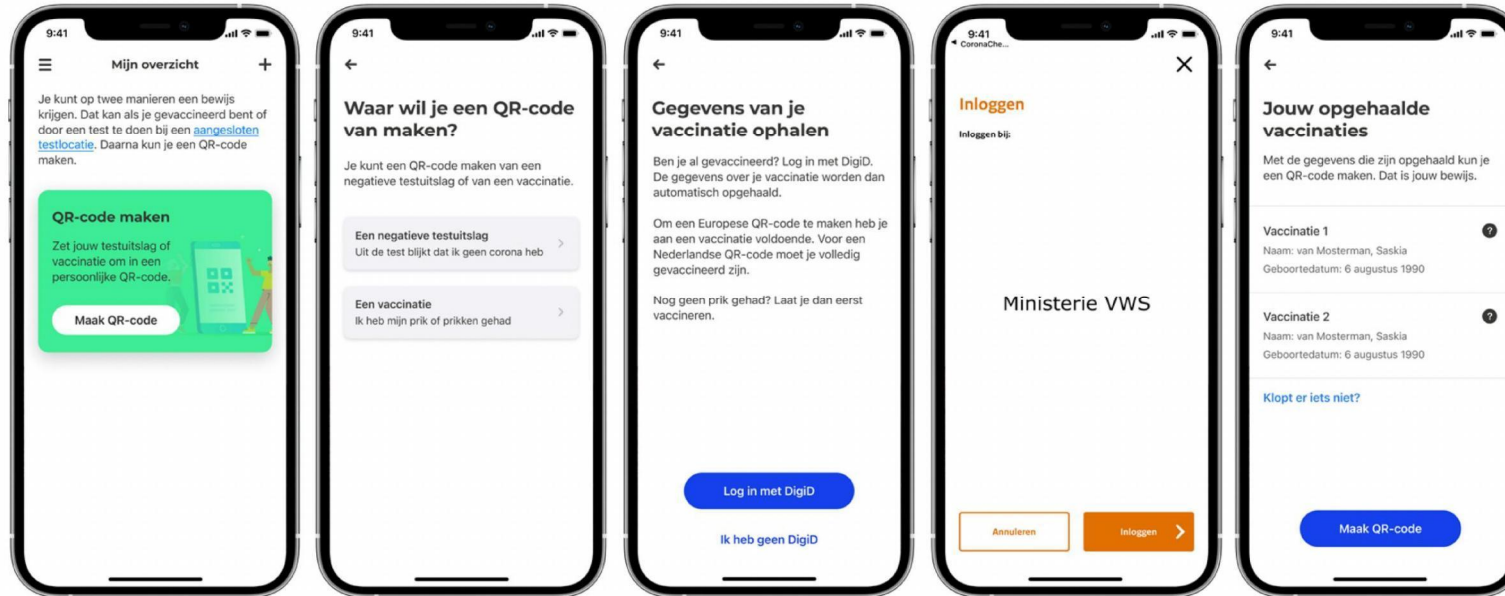 9:41
Mijn overzicht
+
Je kunt op twee manieren een bewijs
krijgen. Dat kan als je gevaccineerd bent of
door een test te doen bij een aangesloten
testlocatie. Daarna kun je een QR-code
maken.
QR-code maken
Zet jouw testuitslag of
vaccinatie om in een
persoonlijke QR-code.
Maak QR-code
9:41
Waar wil je een QR-code
van maken?
Je kunt een QR-code maken van een
negatieve testuitslag of van een vaccinatie.
Een negatieve testuitslag
Uit de test blijkt dat ik geen corona heb
Een vaccinatie
Ik heb mijn prik of prikken gehad
9:41
Gegevens van je
vaccinatie ophalen
Ben je al gevaccineerd? Log in met DigiD.
De gegevens over je vaccinatie worden dan
automatisch opgehaald.
Om een Europese QR-code te maken heb je
aan een vaccinatie voldoende. Voor een
Nederlandse QR-code moet je volledig
gevaccineerd zijn.
Nog geen prik gehad? Laat je dan eerst
vaccineren.
Log in met DigiD
Ik heb geen DigiD
9:41
CoronaChe...
Inloggen
Inloggen bij:
Ministerie VWS
Annuleren
Inloggen
9:41
Jouw opgehaalde
vaccinaties
Met de gegevens die zijn opgehaald kun je
een QR-code maken. Dat is jouw bewijs.
Vaccinatie 1
?
Naam: van Mosterman, Saskia
Geboortedatum: 6 augustus 1990
Vaccinatie 2
?
Naam: van Mosterman, Saskia
Geboortedatum: 6 augustus 1990
Klopt er iets niet?
Maak QR-code